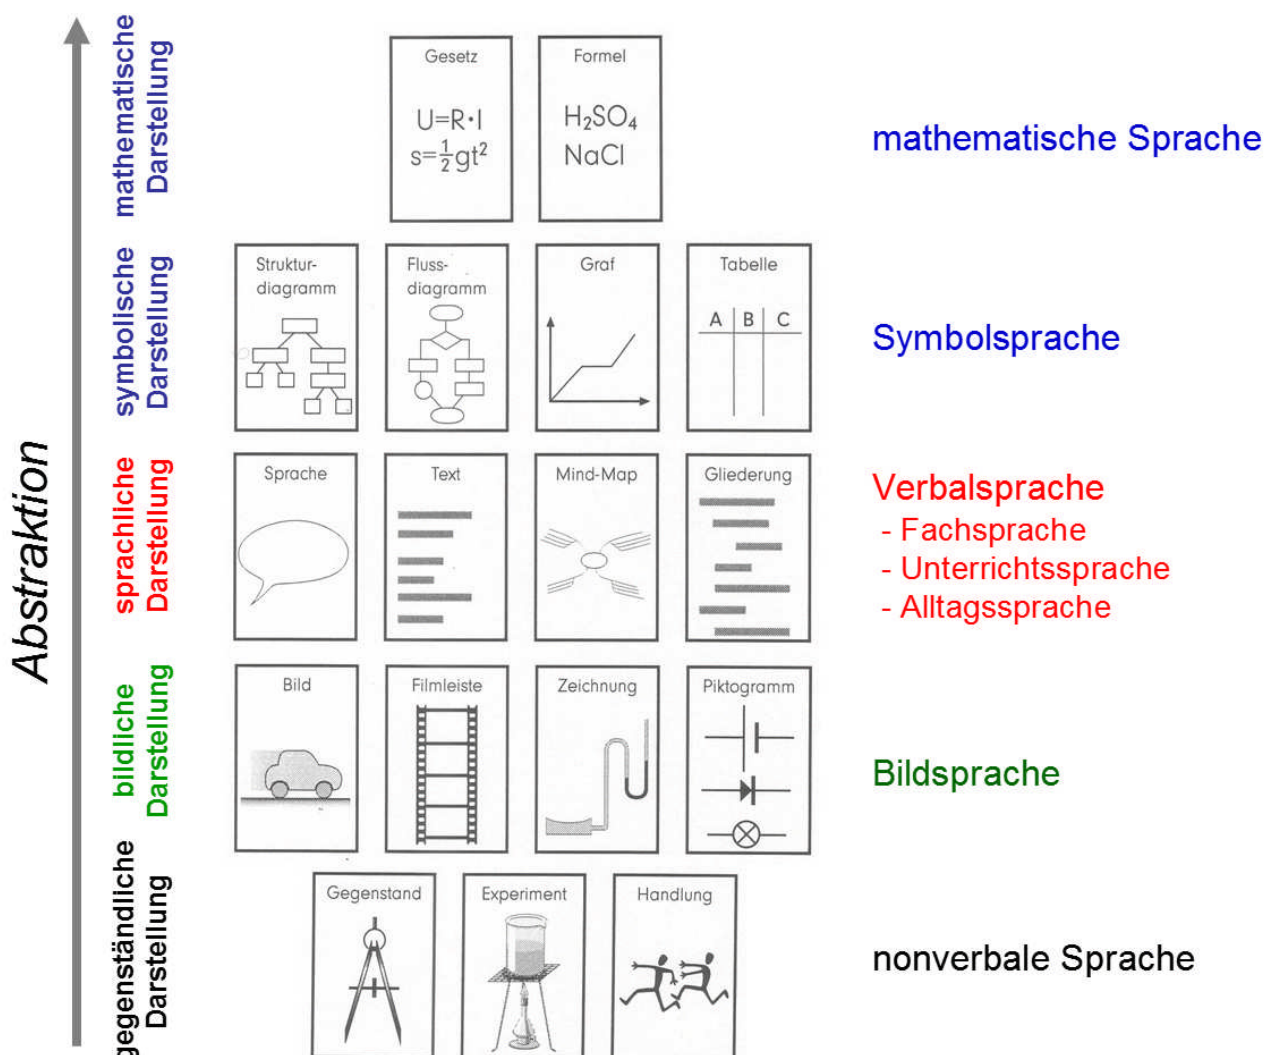 Abstraktion
mathematische
Darstellung
Gesetz
U=R·I
s=½gt²
Formel
H₂SO₄
NaCl
mathematische Sprache
symbolische
Darstellung
Struktur-
diagramm
Fluss-
diagramm
Graf
Tabelle
A B C
Symbolsprache
sprachliche
Darstellung
Sprache
Text
Mind-Map
Gliederung
Verbalsprache
- Fachsprache
- Unterrichtssprache
- Alltagssprache
bildliche
Darstellung
Bild
Filmleiste
Zeichnung
Piktogramm
Bildsprache
gegenständliche
Darstellung
Gegenstand
Experiment
Handlung
nonverbale Sprache